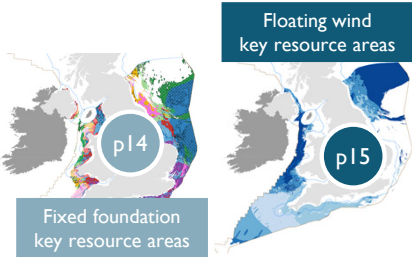 Floating wind
key resource areas
p14
p15
Fixed foundation
key resource areas